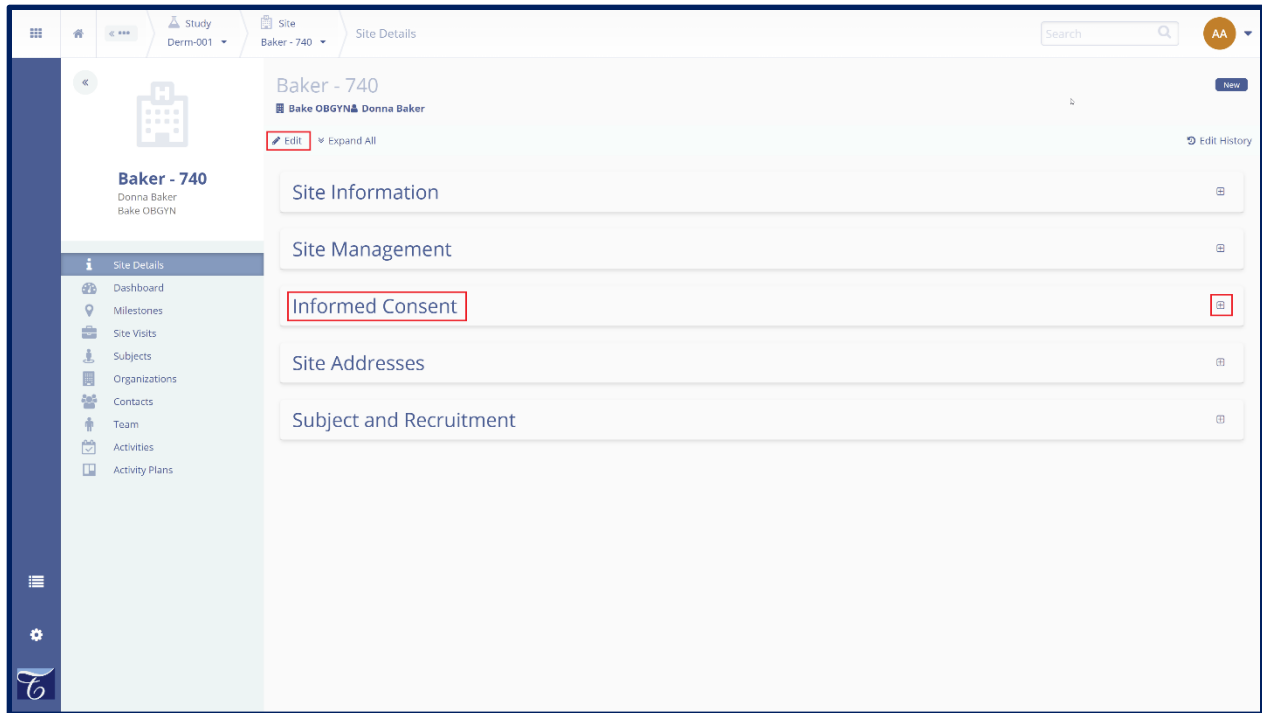 Study
Derm-001
Site
Baker - 740
Site Details
Search
AA
Baker - 740
Donna Baker
Bake OBGYN
Site Details
Dashboard
Milestones
Site Visits
Subjects
Organizations
Contacts
Team
Activities
Activity Plans
Baker - 740
New
Bake OBGYN Donna Baker
Edit Expand All
Edit History
Site Information
Site Management
Informed Consent
Site Addresses
Subject and Recruitment